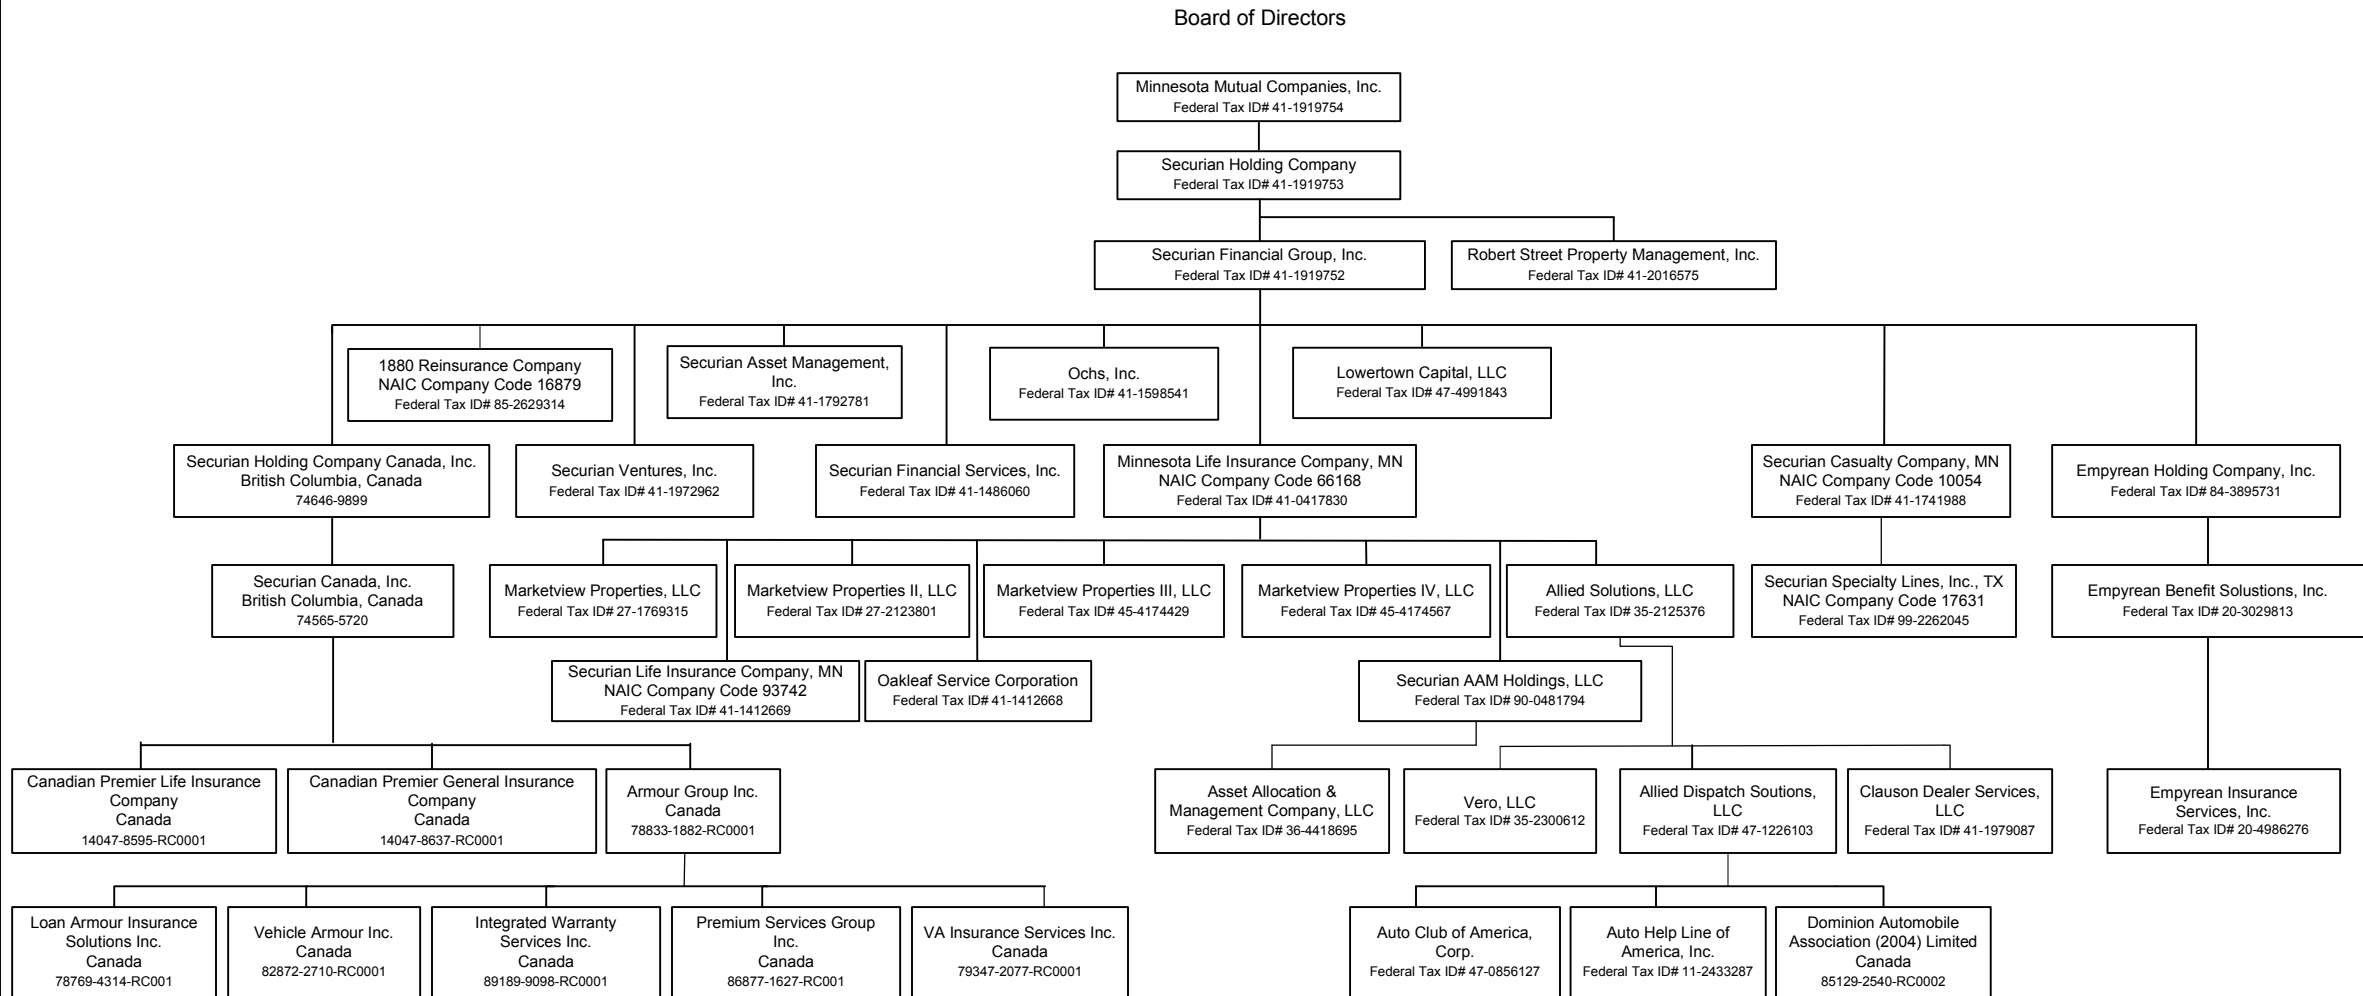 Board of Directors
Minnesota Mutual Companies, Inc.
Federal Tax ID# 41-1919754
Securian Holding Company
Federal Tax ID# 41-1919753
Securian Financial Group, Inc.
Federal Tax ID# 41-1919752
Robert Street Property Management, Inc.
Federal Tax ID# 41-2016575
1880 Reinsurance Company
NAIC Company Code 16879
Federal Tax ID# 85-2629314
Securian Asset Management,
Inc.
Federal Tax ID# 41-1792781
Ochs, Inc.
Federal Tax ID# 41-1598541
Lowertown Capital, LLC
Federal Tax ID# 47-4991843
Securian Holding Company Canada, Inc.
British Columbia, Canada
74646-9899
Securian Ventures, Inc.
Federal Tax ID# 41-1972962
Securian Financial Services, Inc.
Federal Tax ID# 41-1486060
Minnesota Life Insurance Company, MN
NAIC Company Code 66168
Federal Tax ID# 41-0417830
Securian Casualty Company, MN
NAIC Company Code 10054
Federal Tax ID# 41-1741988
Empyrean Holding Company, Inc.
Federal Tax ID# 84-3895731
Securian Canada, Inc.
British Columbia, Canada
74565-5720
Marketview Properties, LLC
Federal Tax ID# 27-1769315
Marketview Properties II, LLC
Federal Tax ID# 27-2123801
Marketview Properties III, LLC
Federal Tax ID# 45-4174429
Marketview Properties IV, LLC
Federal Tax ID# 45-4174567
Allied Solutions, LLC
Federal Tax ID# 35-2125376
Securian Specialty Lines, Inc., TX
NAIC Company Code 17631
Federal Tax ID# 99-2262045
Empyrean Benefit Solustions, Inc.
Federal Tax ID# 20-3029813
Securian Life Insurance Company, MN
NAIC Company Code 93742
Federal Tax ID# 41-1412669
Oakleaf Service Corporation
Federal Tax ID# 41-1412668
Securian AAM Holdings, LLC
Federal Tax ID# 90-0481794
Canadian Premier Life Insurance
Company
Canada
14047-8595-RC0001
Canadian Premier General Insurance
Company
Canada
14047-8637-RC0001
Armour Group Inc.
Canada
78833-1882-RC0001
Asset Allocation &
Management Company, LLC
Federal Tax ID# 36-4418695
Vero, LLC
Federal Tax ID# 35-2300612
Allied Dispatch Soutions,
LLC
Federal Tax ID# 47-1226103
Clauson Dealer Services,
LLC
Federal Tax ID# 41-1979087
Empyrean Insurance
Services, Inc.
Federal Tax ID# 20-4986276
Loan Armour Insurance
Solutions Inc.
Canada
78769-4314-RC001
Vehicle Armour Inc.
Canada
82872-2710-RC0001
Integrated Warranty
Services Inc.
Canada
89189-9098-RC0001
Premium Services Group
Inc.
Canada
86877-1627-RC001
VA Insurance Services Inc.
Canada
79347-2077-RC0001
Auto Club of America,
Corp.
Federal Tax ID# 47-0856127
Auto Help Line of
America, Inc.
Federal Tax ID# 11-2433287
Dominion Automobile
Association (2004) Limited
Canada
85129-2540-RC0002